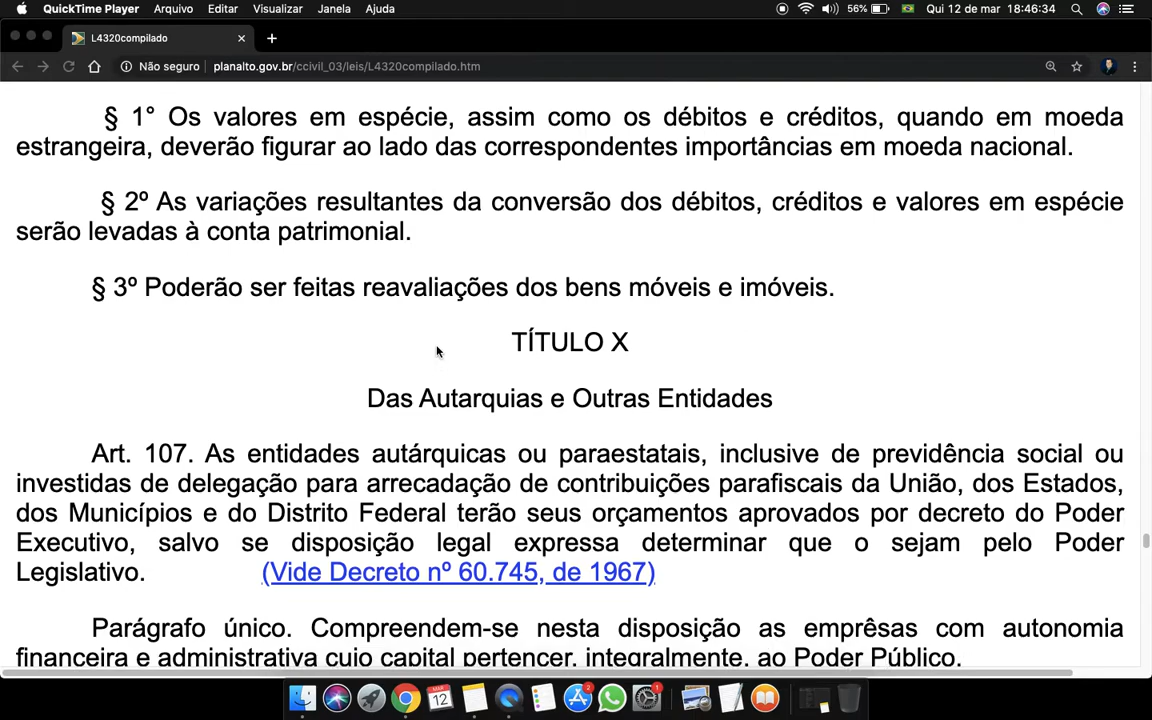 QuickTime Player Arquivo Editar Visualizar Janela Ajuda 56% Qui 12 de mar 18:46:34
L4320compilado
Não seguro planalto.gov.br/ccivil_03/leis/L4320compilado.htm
§ 1° Os valores em espécie, assim como os débitos e créditos, quando em moeda
estrangeira, deverão figurar ao lado das correspondentes importâncias em moeda nacional.
§ 2º As variações resultantes da conversão dos débitos, créditos e valores em espécie
serão levadas à conta patrimonial.
§ 3º Poderão ser feitas reavaliações dos bens móveis e imóveis.
TÍTULO X
Das Autarquias e Outras Entidades
Art. 107. As entidades autárquicas ou paraestatais, inclusive de previdência social ou
investidas de delegação para arrecadação de contribuições parafiscais da União, dos Estados,
dos Municípios e do Distrito Federal terão seus orçamentos aprovados por decreto do Poder
Executivo, salvo se disposição legal expressa determinar que o sejam pelo Poder
Legislativo. (Vide Decreto nº 60.745, de 1967)
Parágrafo único. Compreendem-se nesta disposição as emprêsas com autonomia
financeira e administrativa cujo capital pertencer, integralmente, ao Poder Público.
MAR
12
2
1